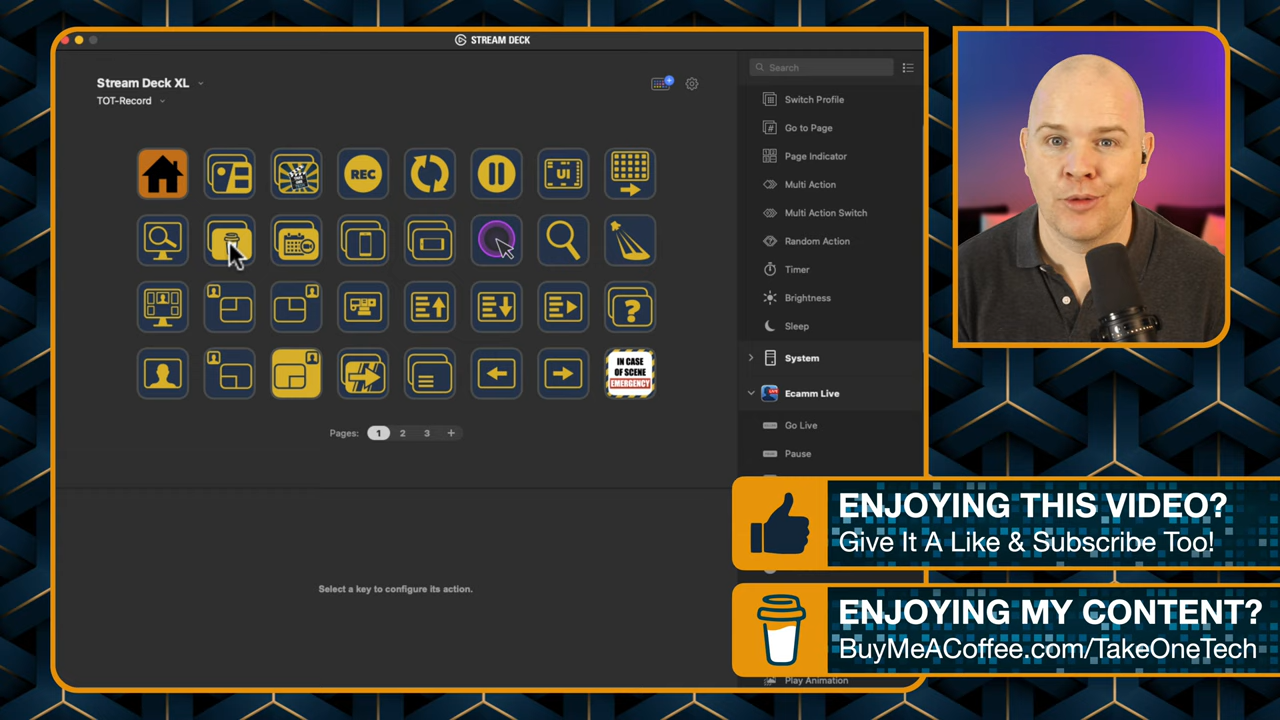 STREAM DECK
Stream Deck XL
TOT-Record
Search
Switch Profile
Go to Page
Page Indicator
Multi Action
Multi Action Switch
Random Action
Timer
Brightness
Sleep
System
Ecamm Live
Go Live
Pause
REC
UI
?
IN CASE
OF SCENE
EMERGENCY
Pages: 1 2 3 +
Select a key to configure its action.
ENJOYING THIS VIDEO?
Give It A Like & Subscribe Too!
ENJOYING MY CONTENT?
BuyMeACoffee.com/TakeOneTech
Play Animation